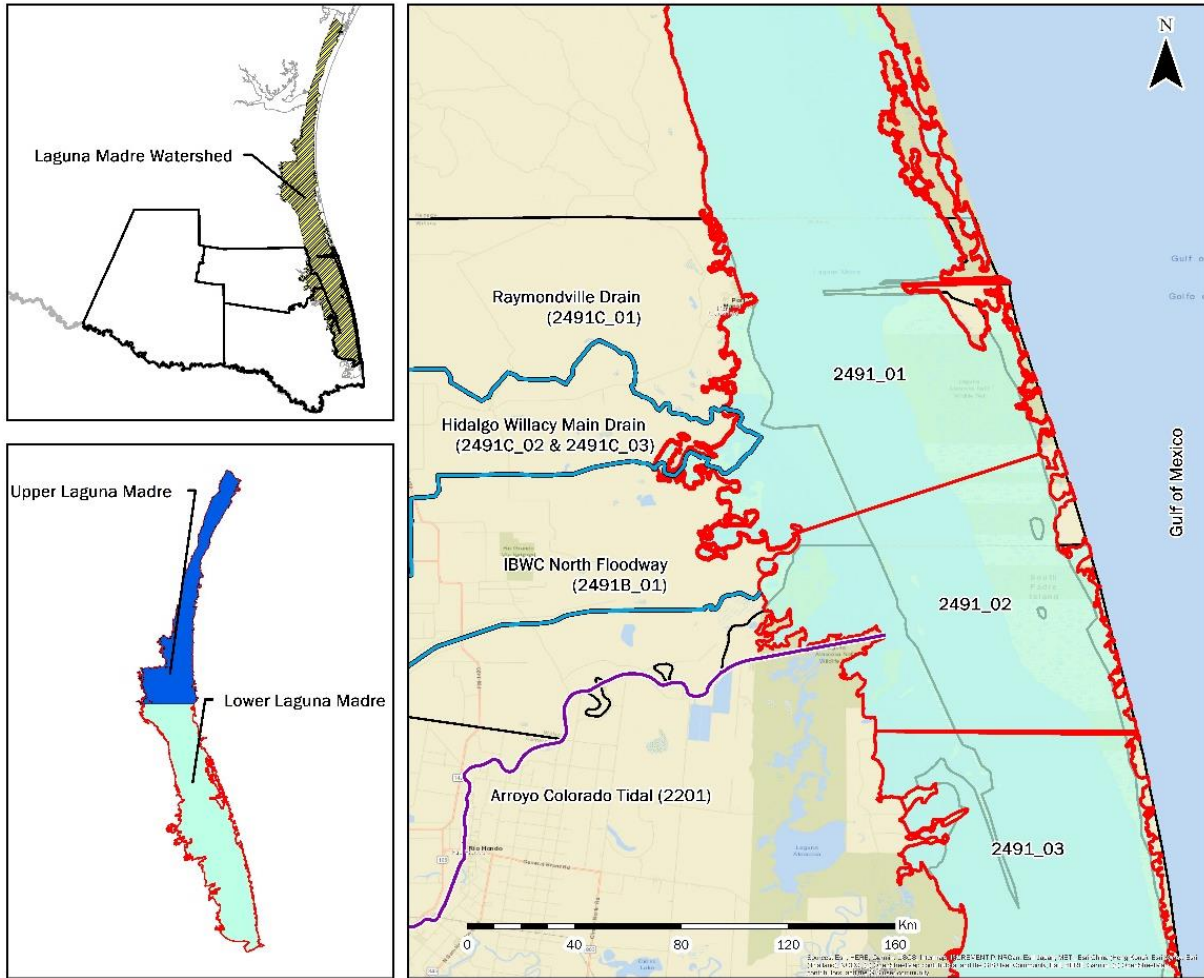 Laguna Madre Watershed
Upper Laguna Madre
Lower Laguna Madre
N
Raymondville Drain
(2491C_01)
2491_01
Hidalgo Willacy Main Drain
(2491C_02 & 2491C_03)
Gulf of Mexico
IBWC North Floodway
(2491B_01)
2491_02
Arroyo Colorado Tidal (2201)
Rio Hondo
2491_03
Km
0 40 80 120 160